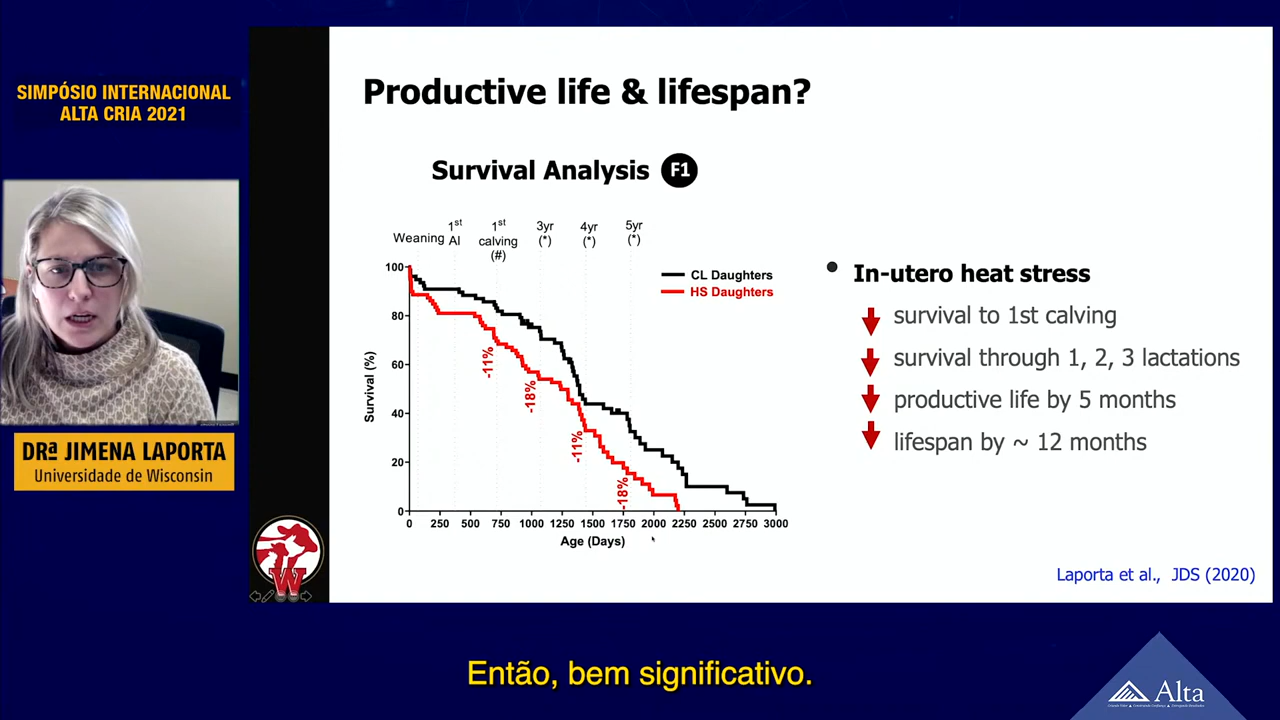 SIMPÓSIO INTERNACIONAL
ALTA CRIA 2021
DRª JIMENA LAPORTA
Universidade de Wisconsin
Productive life & lifespan?
Survival Analysis F1
Weaning
1st AI
1st calving (#)
3yr (*)
4yr (*)
5yr (*)
CL Daughters
HS Daughters
Survival (%)
100
80
60
40
20
0
-11%
-18%
-11%
-18%
0 250 500 750 1000 1250 1500 1750 2000 2250 2500 2750 3000
Age (Days)
In-utero heat stress
survival to 1st calving
survival through 1, 2, 3 lactations
productive life by 5 months
lifespan by ~ 12 months
Laporta et al., JDS (2020)
W
Então, bem significativo.
Alta